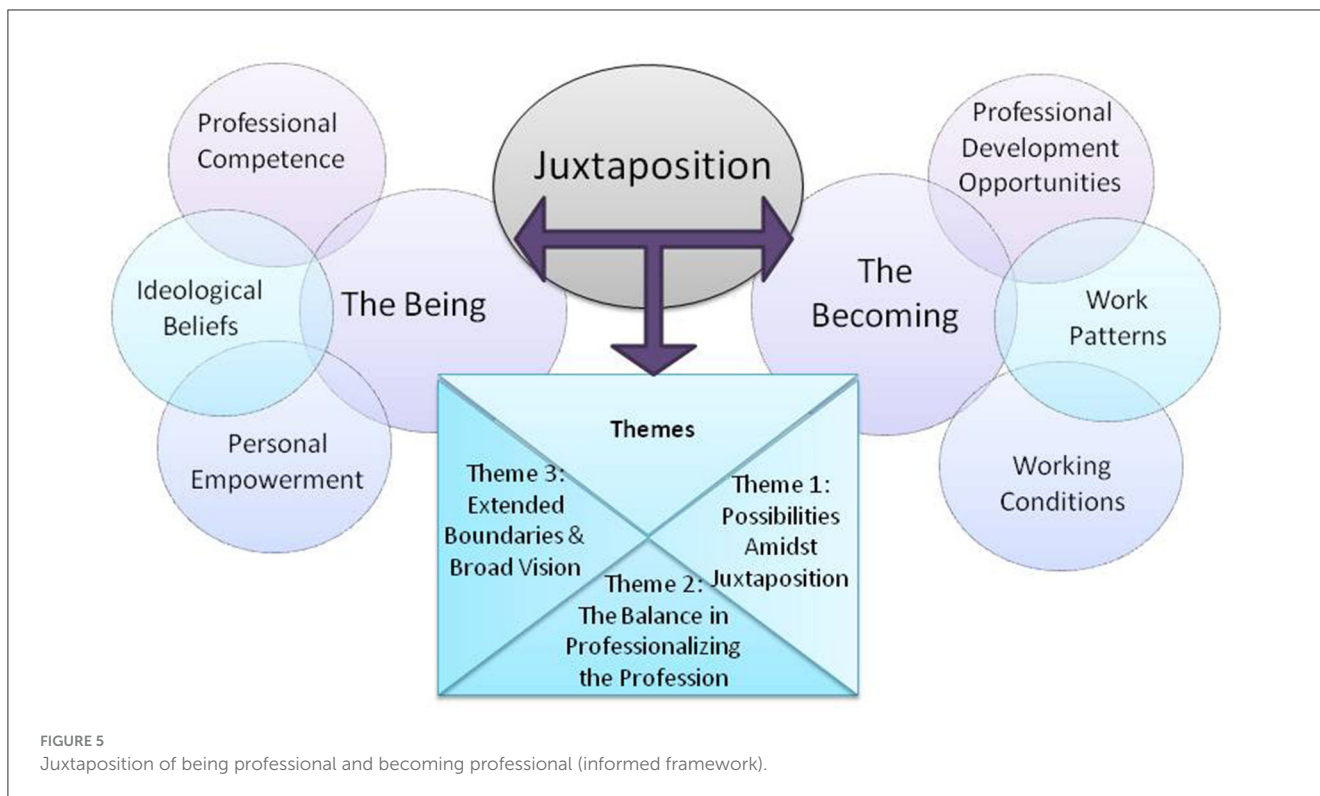 Professional
Competence
Ideological
Beliefs
Personal
Empowerment
The Being
Juxtaposition
The
Becoming
Professional
Development
Opportunities
Work
Patterns
Working
Conditions
Themes
Theme 3:
Extended
Boundaries &
Broad Vision
Theme 1:
Possibilities
Amidst
Juxtaposition
Theme 2:
The Balance in
Professionalizing
the Profession
FIGURE 5
Juxtaposition of being professional and becoming professional (informed framework).